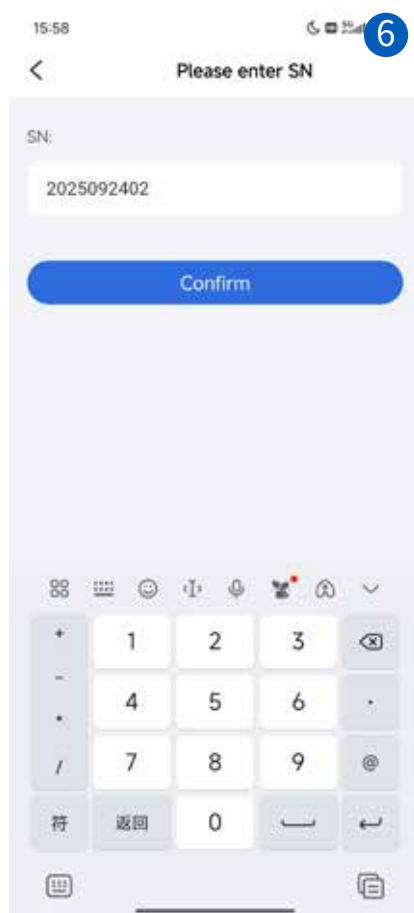 15:58
6
Please enter SN
SN:
2025092402
Confirm
+ 1 2 3
- 4 5 6 .
* 7 8 9 @
/
符 返回 0